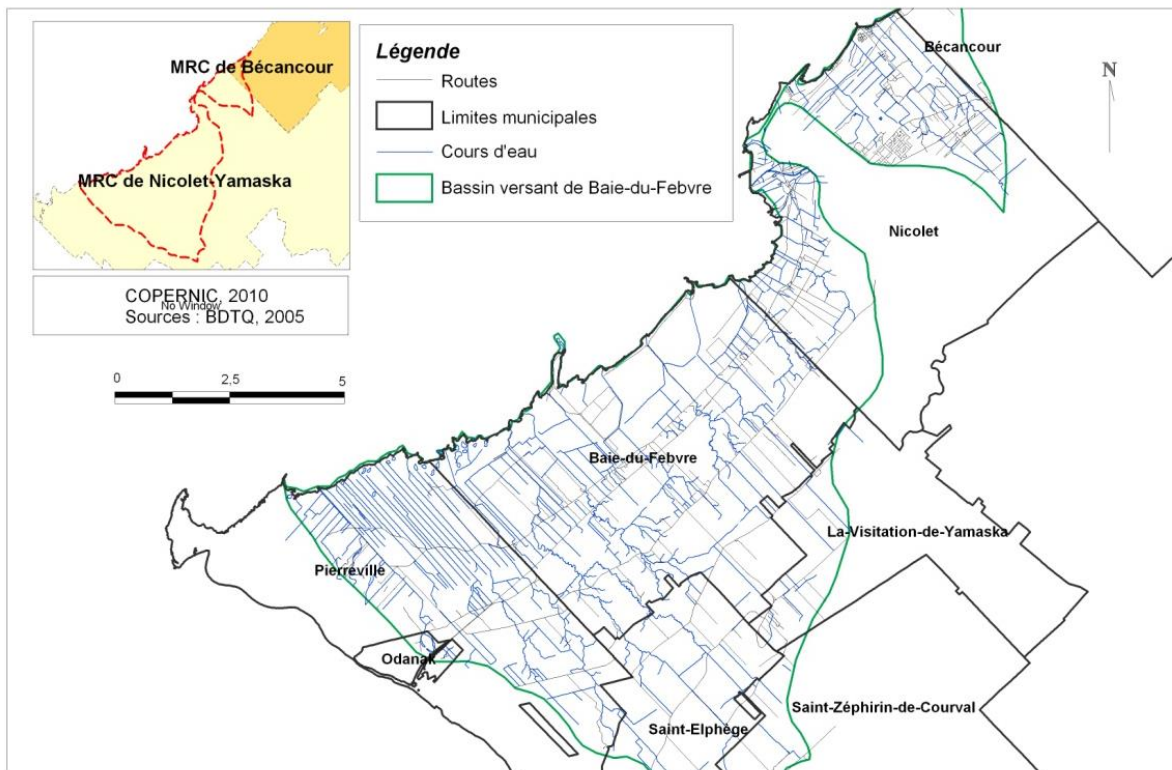 MRC de Bécancour
MRC de Nicolet-Yamaska
COPERNIC, 2010
No Window
Sources : BDTQ, 2005
0 2,5 5
Légende
Routes
Limites municipales
Cours d'eau
Bassin versant de Baie-du-Febvre
N
Bécancour
Nicolet
Baie-du-Febvre
La-Visitation-de-Yamaska
Pierreville
Odanak
Saint-Elphège
Saint-Zéphirin-de-Courval